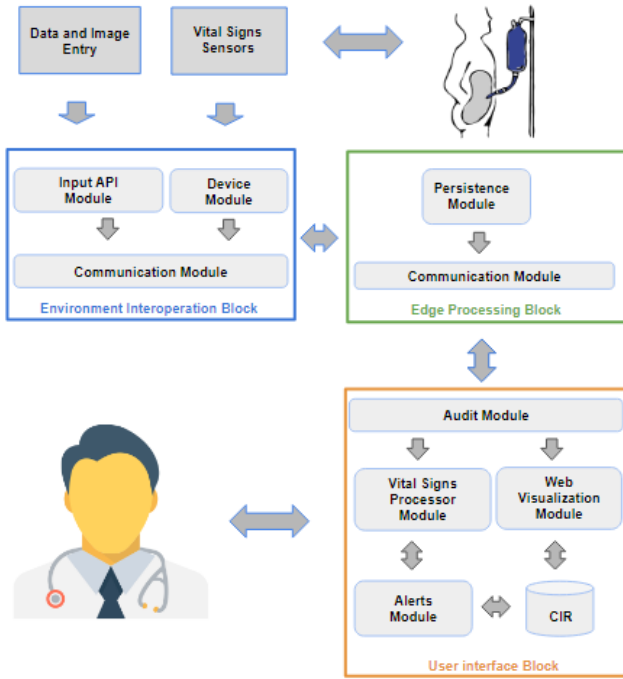 Data and Image
Entry
Vital Signs
Sensors
Input API
Module
Device
Module
Communication Module
Environment Interoperation Block
Persistence
Module
Communication Module
Edge Processing Block
Audit Module
Vital Signs
Processor
Module
Web
Visualization
Module
Alerts
Module
CIR
User interface Block